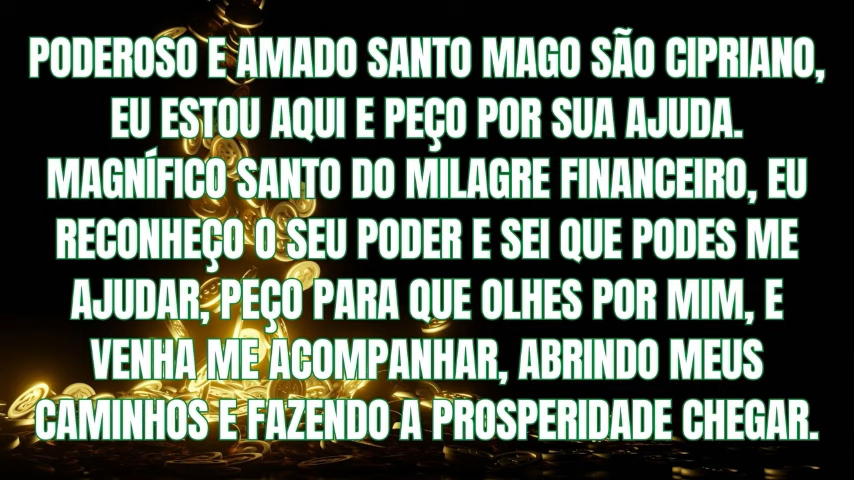 PODEROSO E AMADO SANTO MAGO SÃO CIPRIANO,
EU ESTOU AQUI E PEÇO POR SUA AJUDA.
MAGNÍFICO SANTO DO MILAGRE FINANCEIRO, EU
RECONHEÇO O SEU PODER E SEI QUE PODES ME
AJUDAR, PEÇO PARA QUE OLHES POR MIM, E
VENHA ME ACOMPANHAR, ABRINDO MEUS
CAMINHOS E FAZENDO A PROSPERIDADE CHEGAR.